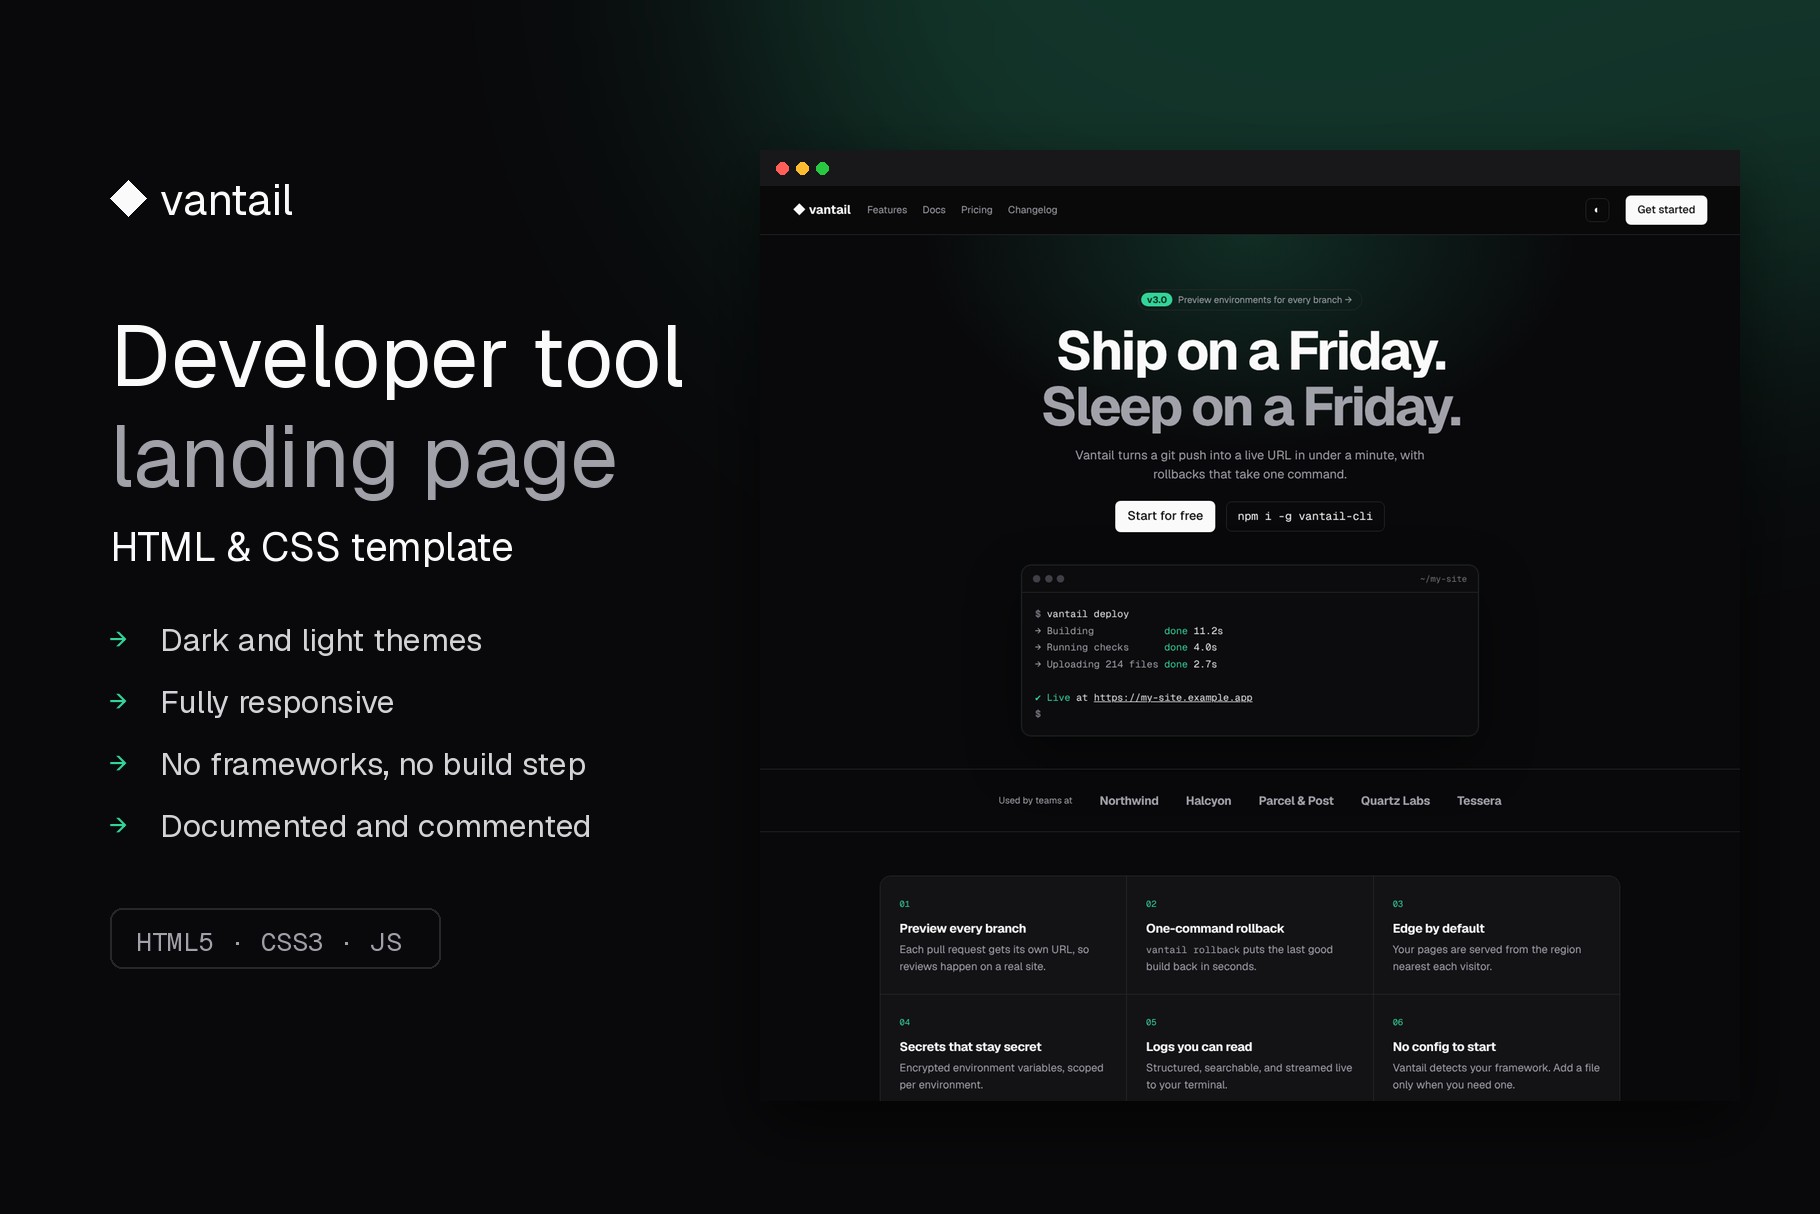 vantail
Developer tool
landing page
HTML & CSS template
→ Dark and light themes
→ Fully responsive
→ No frameworks, no build step
→ Documented and commented
HTML5 · CSS3 · JS
vantail Features Docs Pricing Changelog Get started
v3.0 Preview environments for every branch →
Ship on a Friday.
Sleep on a Friday.
Vantail turns a git push into a live URL in under a minute, with
rollbacks that take one command.
Start for free npm i -g vantail-cli
~/my-site
$ vantail deploy
→ Building done 11.2s
→ Running checks done 4.0s
→ Uploading 214 files done 2.7s
✓ Live at https://my-site.example.app
$
Used by teams at Northwind Halcyon Parcel & Post Quartz Labs Tessera
01
Preview every branch
Each pull request gets its own URL, so
reviews happen on a real site.
02
One-command rollback
vantail rollback puts the last good
build back in seconds.
03
Edge by default
Your pages are served from the region
nearest each visitor.
04
Secrets that stay secret
Encrypted environment variables, scoped
per environment.
05
Logs you can read
Structured, searchable, and streamed live
to your terminal.
06
No config to start
Vantail detects your framework. Add a file
only when you need one.